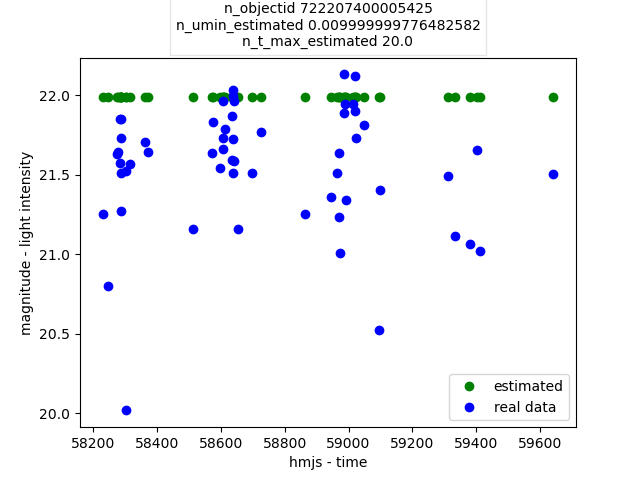 n_objectid 722207400005425
n_umin_estimated 0.009999999776482582
n_t_max_estimated 20.0
22.0
21.5
21.0
20.5
20.0
magnitude - light intensity
estimated
real data
58200 58400 58600 58800 59000 59200 59400 59600
hmjs - time